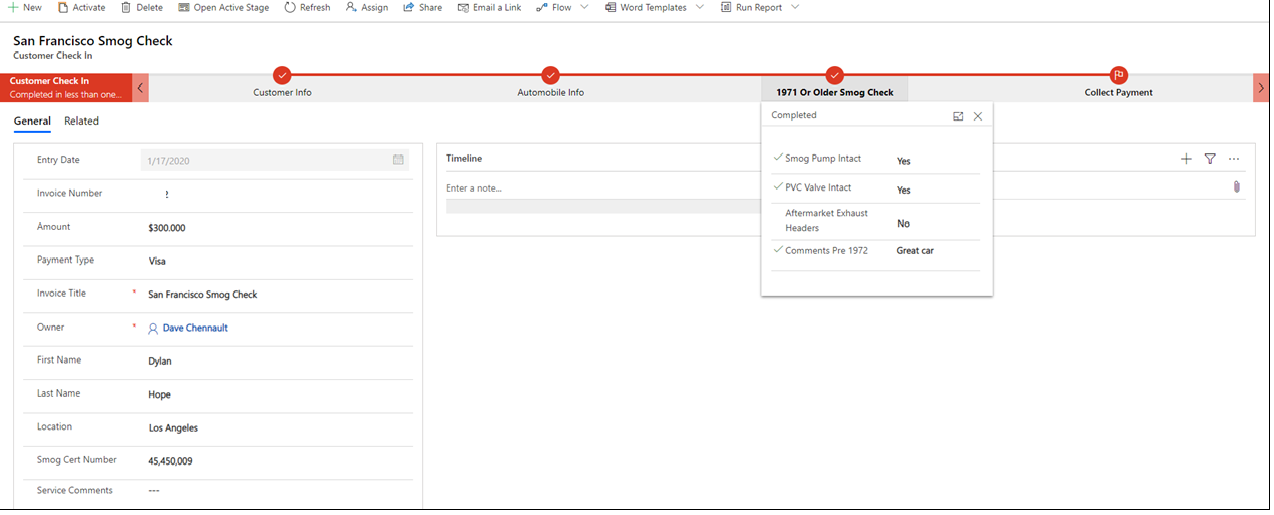 New Activate Delete Open Active Stage Refresh Assign Share Email a Link Flow Word Templates Run Report
San Francisco Smog Check
Customer Check In
Customer Check In
Completed in less than one...
Customer Info
Automobile Info
1971 Or Older Smog Check
Collect Payment
General Related
Entry Date 1/17/2020
Invoice Number
Amount $300.000
Payment Type Visa
Invoice Title * San Francisco Smog Check
Owner * Dave Chennault
First Name Dylan
Last Name Hope
Location Los Angeles
Smog Cert Number 45,450,009
Service Comments ---
Timeline
Enter a note...
Completed
Smog Pump Intact Yes
PVC Valve Intact Yes
Aftermarket Exhaust
Headers No
Comments Pre 1972 Great car